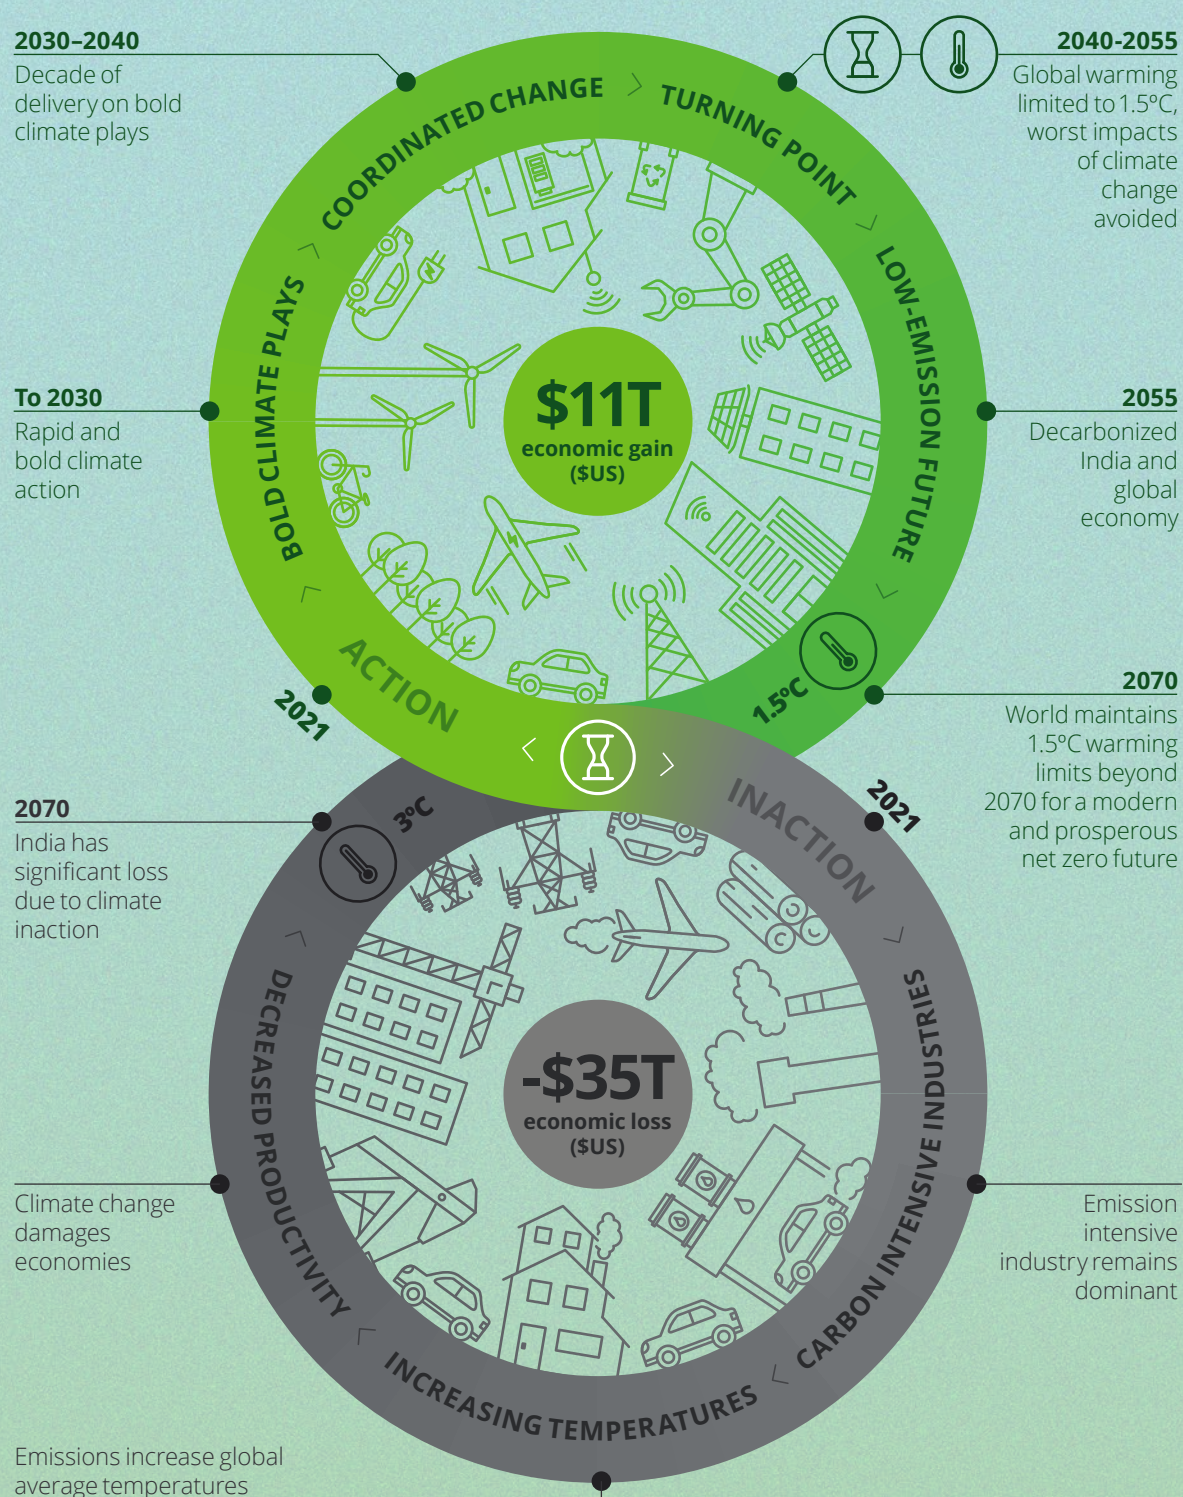 2030–2040
Decade of
delivery on bold
climate plays
2040-2055
Global warming
limited to 1.5ºC,
worst impacts
of climate
change
avoided
COORDINATED CHANGE
TURNING POINT
BOLD CLIMATE PLAYS
LOW-EMISSION FUTURE
To 2030
Rapid and
bold climate
action
$11T
economic gain
($US)
2055
Decarbonized
India and
global
economy
ACTION
2021
1.5ºC
2070
World maintains
1.5ºC warming
limits beyond
2070 for a modern
and prosperous
net zero future
2070
India has
significant loss
due to climate
inaction
3ºC
INACTION
2021
DECREASED PRODUCTIVITY
CARBON INTENSIVE INDUSTRIES
-$35T
economic loss
($US)
Climate change
damages
economies
Emission
intensive
industry remains
dominant
INCREASING TEMPERATURES
Emissions increase global
average temperatures